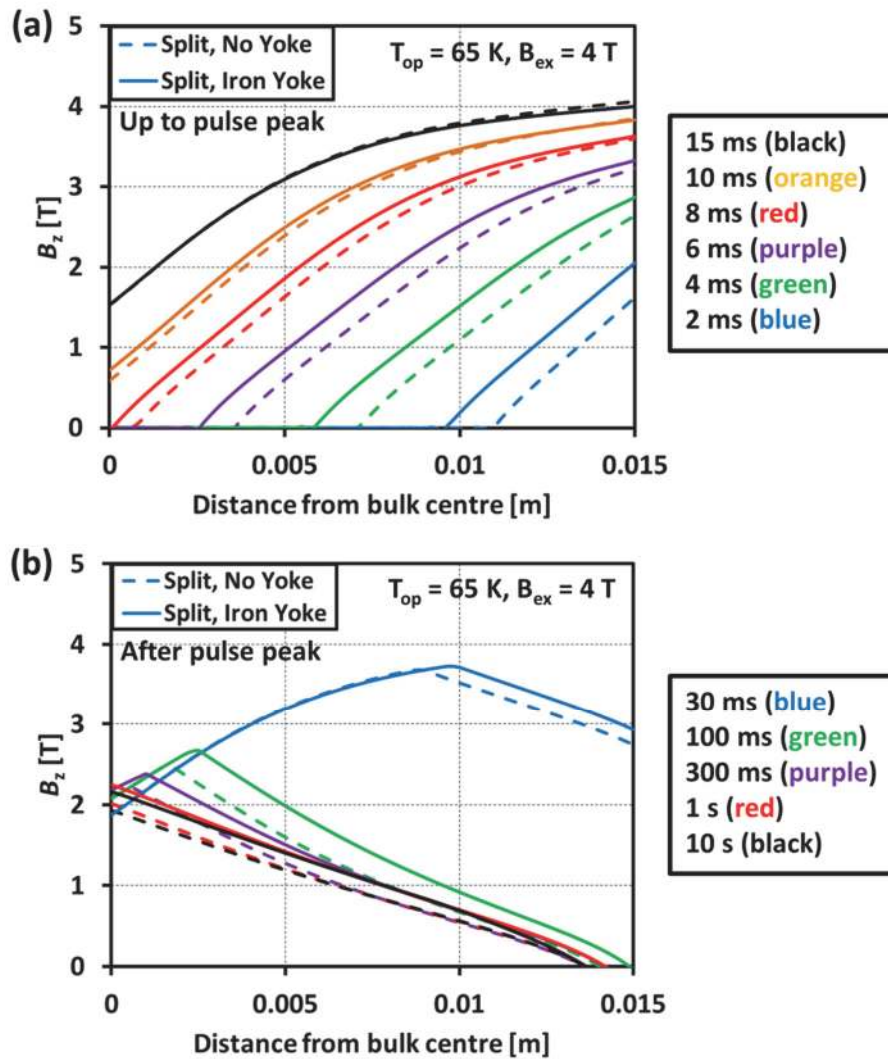 (a)
Split, No Yoke
Split, Iron Yoke
T_op = 65 K, B_ex = 4 T
Up to pulse peak
B_z [T]
5
4
3
2
1
0
0 0.005 0.01 0.015
Distance from bulk centre [m]
15 ms (black)
10 ms (orange)
8 ms (red)
6 ms (purple)
4 ms (green)
2 ms (blue)
(b)
Split, No Yoke
Split, Iron Yoke
T_op = 65 K, B_ex = 4 T
After pulse peak
B_z [T]
5
4
3
2
1
0
0 0.005 0.01 0.015
Distance from bulk centre [m]
30 ms (blue)
100 ms (green)
300 ms (purple)
1 s (red)
10 s (black)